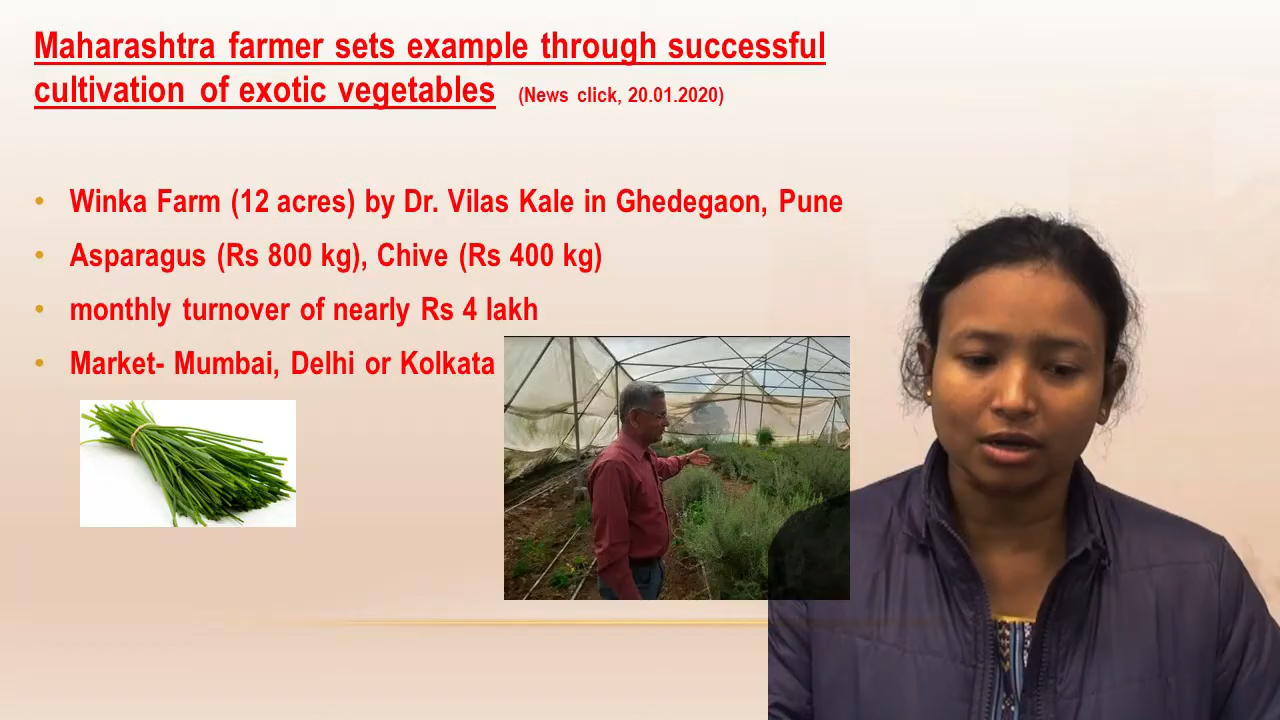 Maharashtra farmer sets example through successful
cultivation of exotic vegetables (News click, 20.01.2020)
• Winka Farm (12 acres) by Dr. Vilas Kale in Ghedegaon, Pune
• Asparagus (Rs 800 kg), Chive (Rs 400 kg)
• monthly turnover of nearly Rs 4 lakh
• Market- Mumbai, Delhi or Kolkata